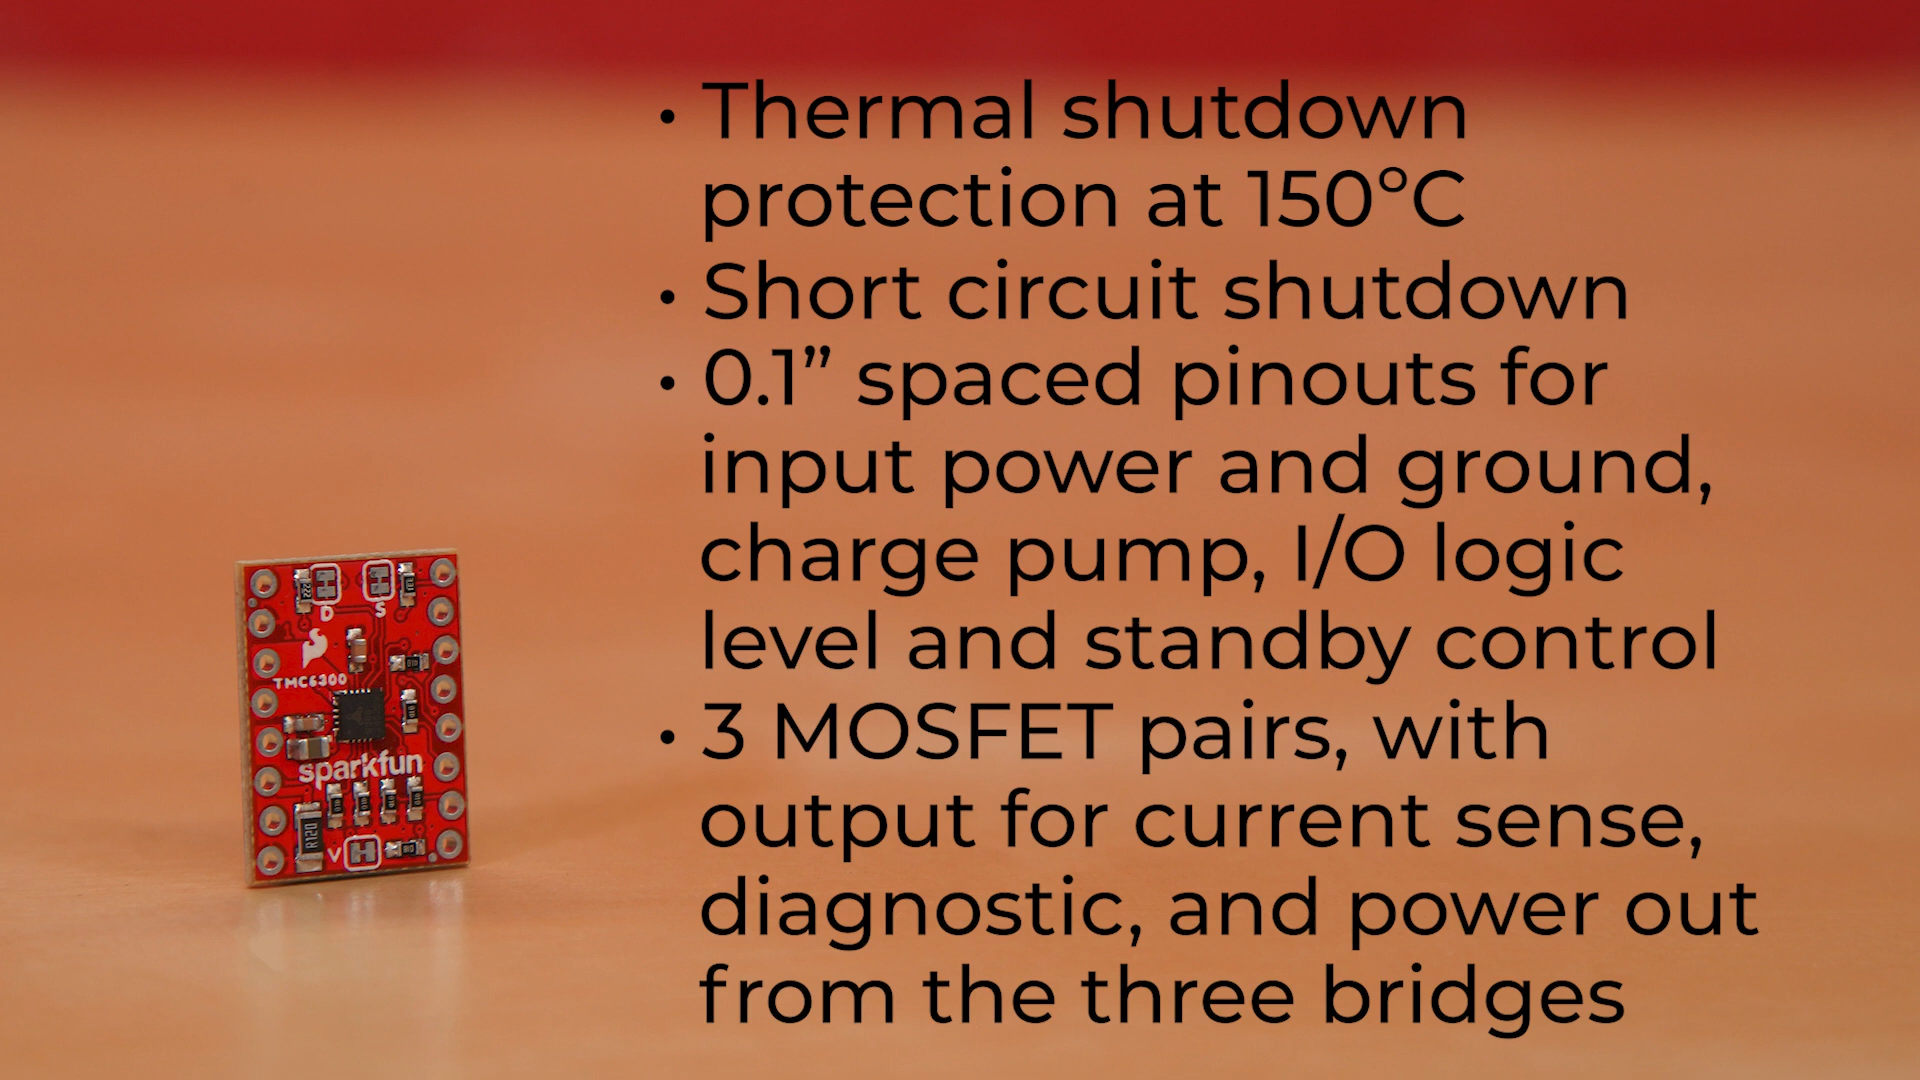 • Thermal shutdown
protection at 150°C
• Short circuit shutdown
• 0.1” spaced pinouts for
input power and ground,
charge pump, I/O logic
level and standby control
• 3 MOSFET pairs, with
output for current sense,
diagnostic, and power out
from the three bridges
D S
TMC6300
sparkfun
R120
V